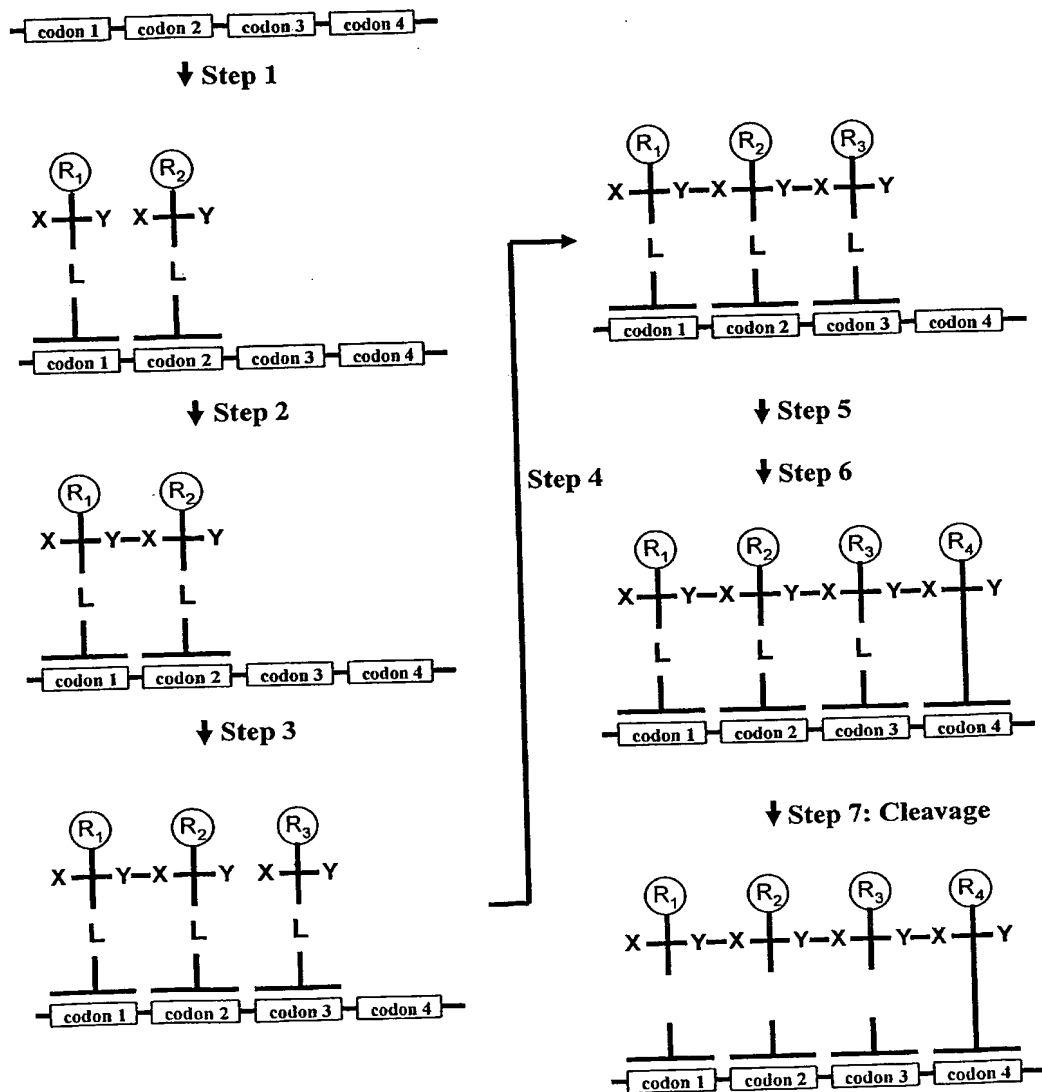 codon 1 codon 2 codon 3 codon 4
Step 1
R1 R2
X Y X Y
L L
codon 1 codon 2 codon 3 codon 4
Step 2
R1 R2
X Y–X Y
L L
codon 1 codon 2 codon 3 codon 4
Step 3
R1 R2 R3
X Y–X Y X Y
L L L
codon 1 codon 2 codon 3 codon 4
Step 4
R1 R2 R3
X Y–X Y–X Y
L L L
codon 1 codon 2 codon 3 codon 4
Step 5
Step 6
R1 R2 R3 R4
X Y–X Y–X Y–X Y
L L L
codon 1 codon 2 codon 3 codon 4
Step 7: Cleavage
R1 R2 R3 R4
X Y–X Y–X Y–X Y
codon 1 codon 2 codon 3 codon 4